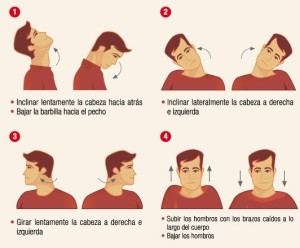 1
• Inclinar lentamente la cabeza hacia atrás
• Bajar la barbilla hacia el pecho
2
• Inclinar lateralmente la cabeza a derecha
e izquierda
3
• Girar lentamente la cabeza a derecha e
izquierda
4
• Subir los hombros con los brazos caídos a lo
largo del cuerpo
• Bajar los hombros